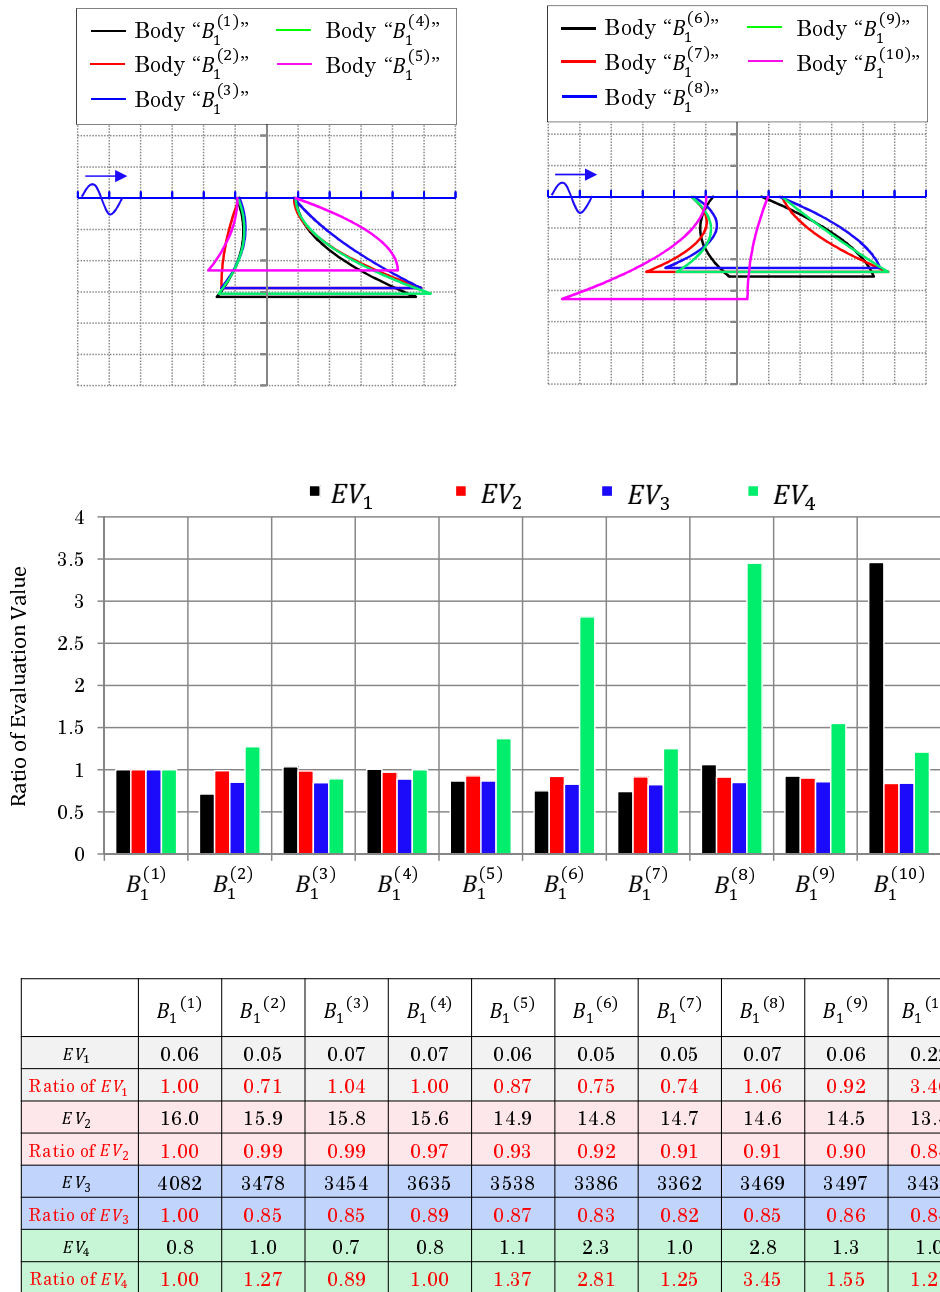 Body “B₁⁽¹⁾” Body “B₁⁽⁴⁾”
Body “B₁⁽²⁾” Body “B₁⁽⁵⁾”
Body “B₁⁽³⁾”
Body “B₁⁽⁶⁾” Body “B₁⁽⁹⁾”
Body “B₁⁽⁷⁾” Body “B₁⁽¹⁰⁾”
Body “B₁⁽⁸⁾”
EV₁ EV₂ EV₃ EV₄
Ratio of Evaluation Value
4
3.5
3
2.5
2
1.5
1
0.5
0
B₁⁽¹⁾ B₁⁽²⁾ B₁⁽³⁾ B₁⁽⁴⁾ B₁⁽⁵⁾ B₁⁽⁶⁾ B₁⁽⁷⁾ B₁⁽⁸⁾ B₁⁽⁹⁾ B₁⁽¹⁰⁾
B₁⁽¹⁾ B₁⁽²⁾ B₁⁽³⁾ B₁⁽⁴⁾ B₁⁽⁵⁾ B₁⁽⁶⁾ B₁⁽⁷⁾ B₁⁽⁸⁾ B₁⁽⁹⁾
EV₁ 0.06 0.05 0.07 0.07 0.06 0.05 0.05 0.07 0.06
Ratio of EV₁ 1.00 0.71 1.04 1.00 0.87 0.75 0.74 1.06 0.92
EV₂ 16.0 15.9 15.8 15.6 14.9 14.8 14.7 14.6 14.5
Ratio of EV₂ 1.00 0.99 0.99 0.97 0.93 0.92 0.91 0.91 0.90
EV₃ 4082 3478 3454 3635 3538 3386 3362 3469 3497
Ratio of EV₃ 1.00 0.85 0.85 0.89 0.87 0.83 0.82 0.85 0.86
EV₄ 0.8 1.0 0.7 0.8 1.1 2.3 1.0 2.8 1.3
Ratio of EV₄ 1.00 1.27 0.89 1.00 1.37 2.81 1.25 3.45 1.55